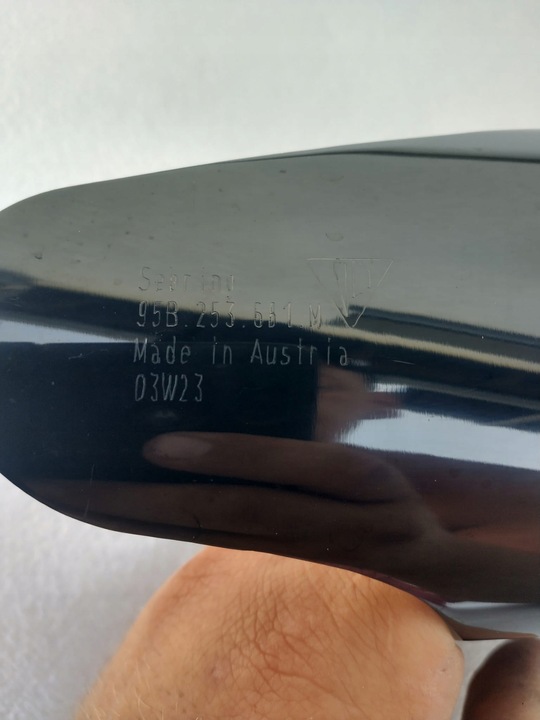 Sebring
95B.253.681.M
Made in Austria
03W23